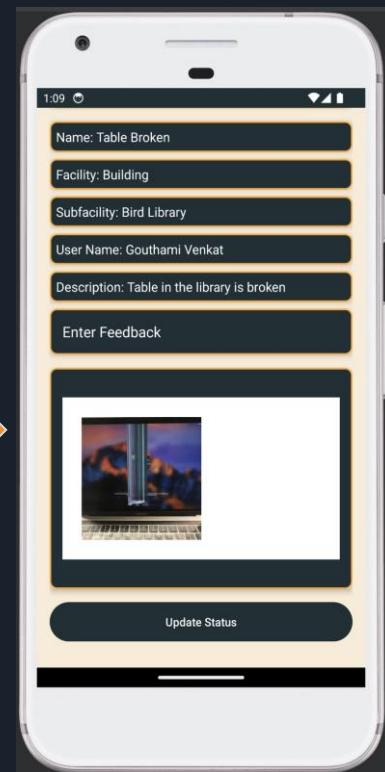 1:09
Name: Table Broken
Facility: Building
Subfacility: Bird Library
User Name: Gouthami Venkat
Description: Table in the library is broken
Enter Feedback
Update Status